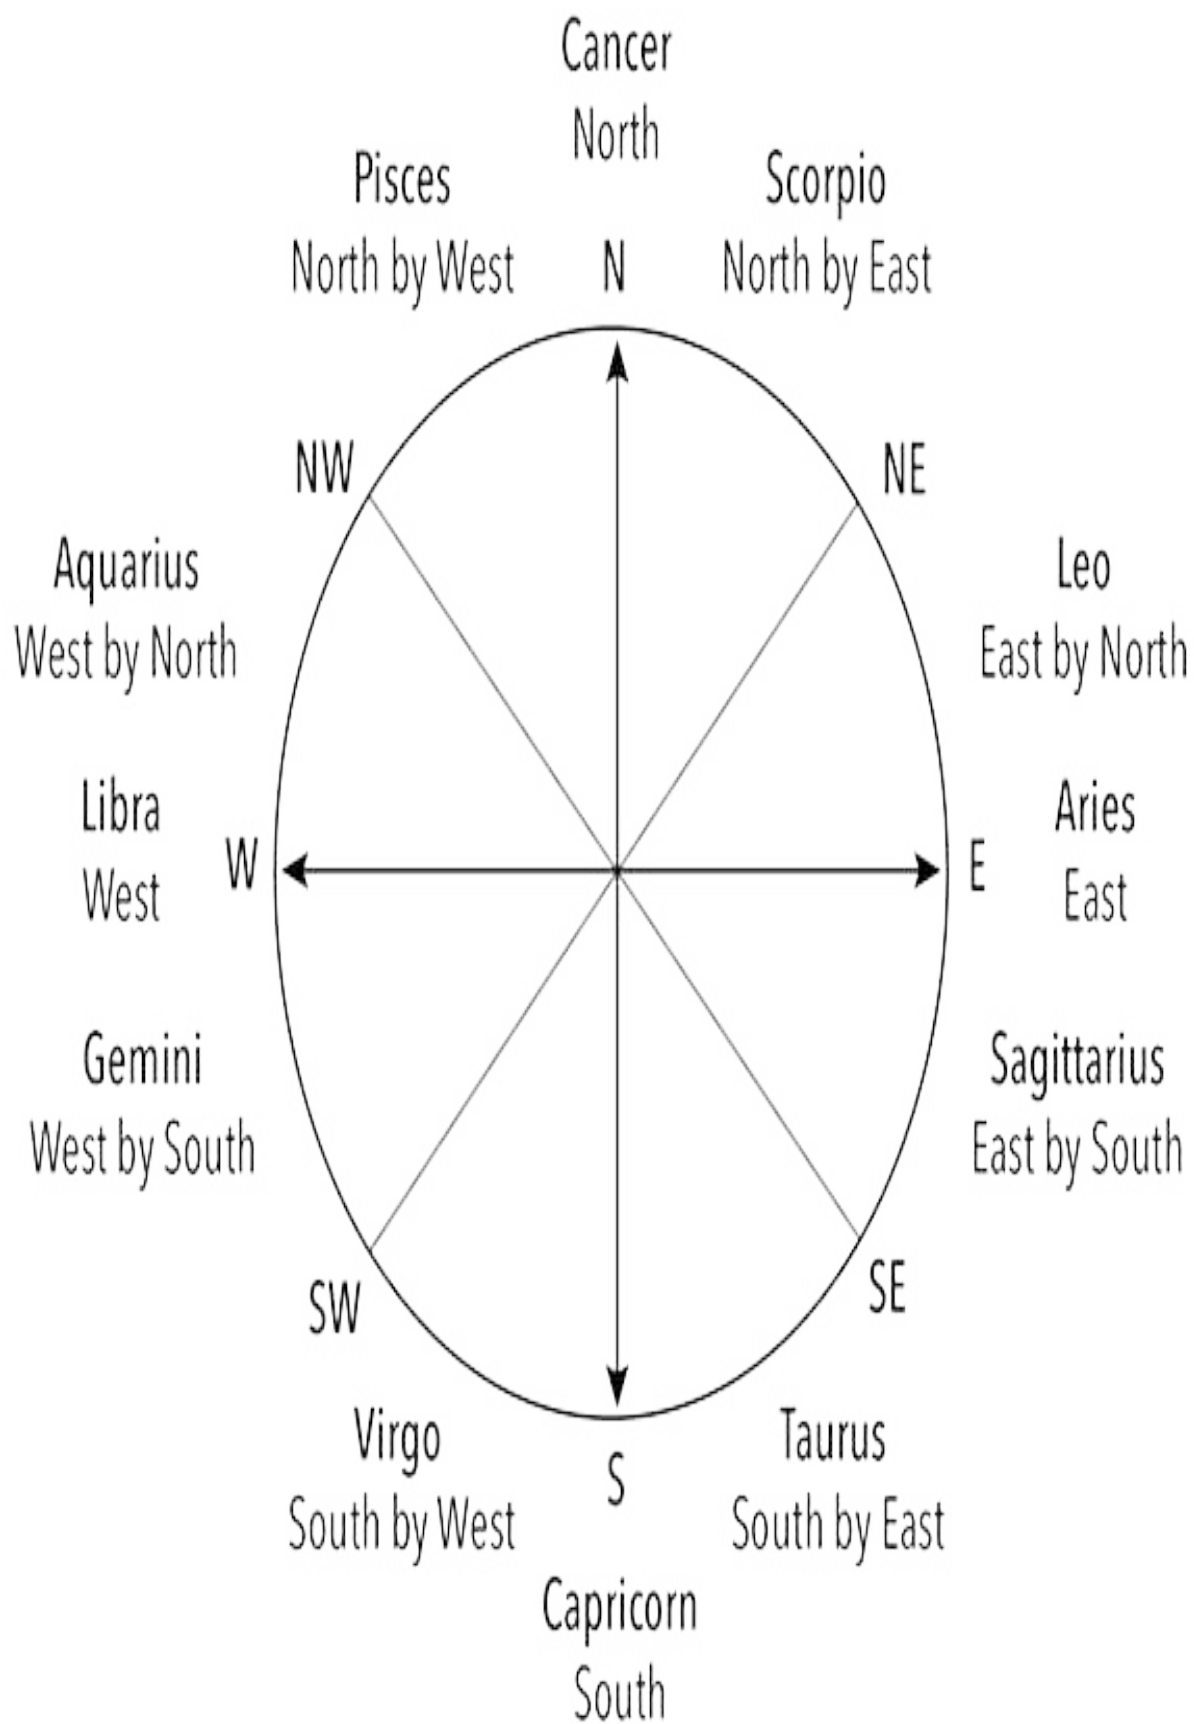 Cancer
North
Pisces
North by West
N
Scorpio
North by East
NW
NE
Aquarius
West by North
Leo
East by North
Libra
West
W
E
Aries
East
Gemini
West by South
Sagittarius
East by South
SW
SE
Virgo
South by West
S
Taurus
South by East
Capricorn
South